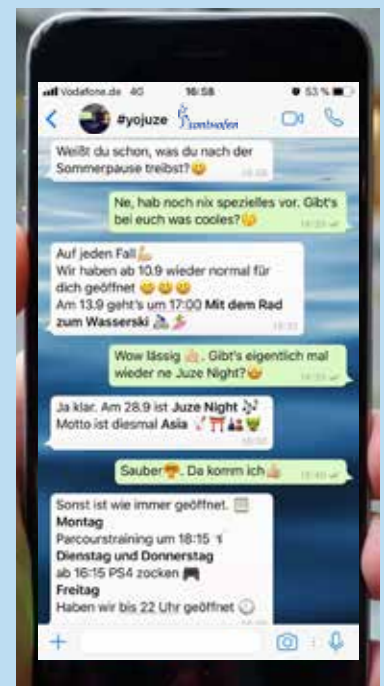 Vodafone.de 4G 16:58 53 %
#yojuze Sonthofen
Weißt du schon, was du nach der
Sommerpause treibst?😀
Ne, hab noch nix spezielles vor. Gibt's
bei euch was cooles?
Auf jeden Fall💪
Wir haben ab 10.9 wieder normal für
dich geöffnet 😀😀😀
Am 13.9 geht's um 17:00 Mit dem Rad
zum Wasserski
Wow lässig 👍. Gibt's eigentlich mal
wieder ne Juze Night?
Ja klar. Am 28.9 ist Juze Night 🎶
Motto ist diesmal Asia
Sauber. Da komm ich👍
Sonst ist wie immer geöffnet.
Montag
Parcourstraining um 18:15
Dienstag und Donnerstag
ab 16:15 PS4 zocken 🎮
Freitag
Haben wir bis 22 Uhr geöffnet